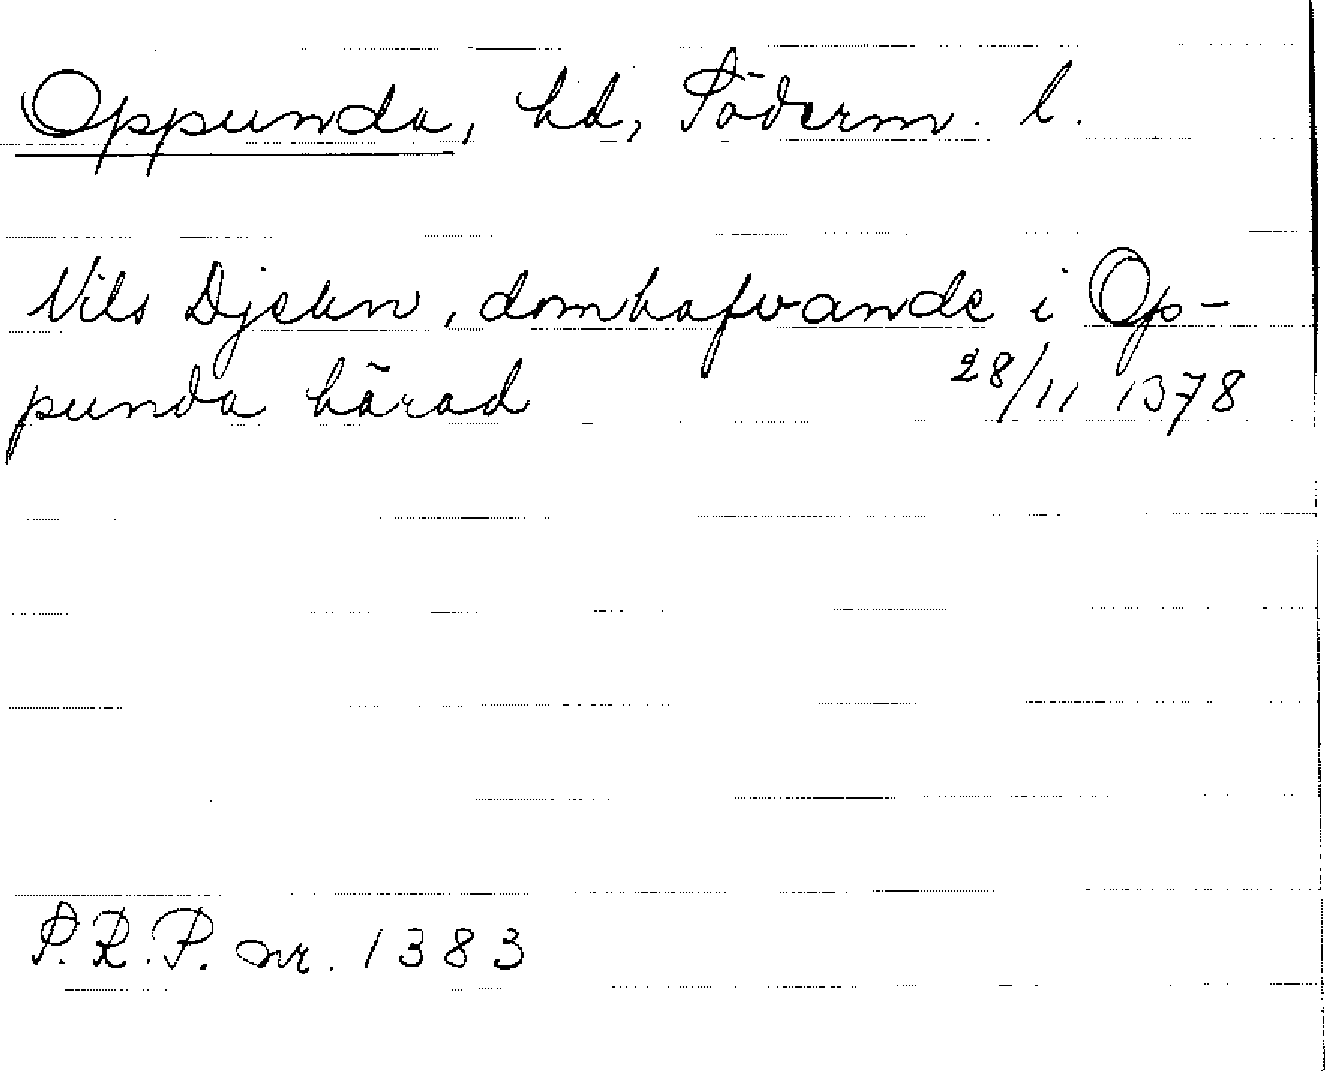 Oppunda, hd, Söderm. l.
Nils Djekn, domhafvande i Op-
punda härad 28/11 1378
S.R.P. nr. 1383